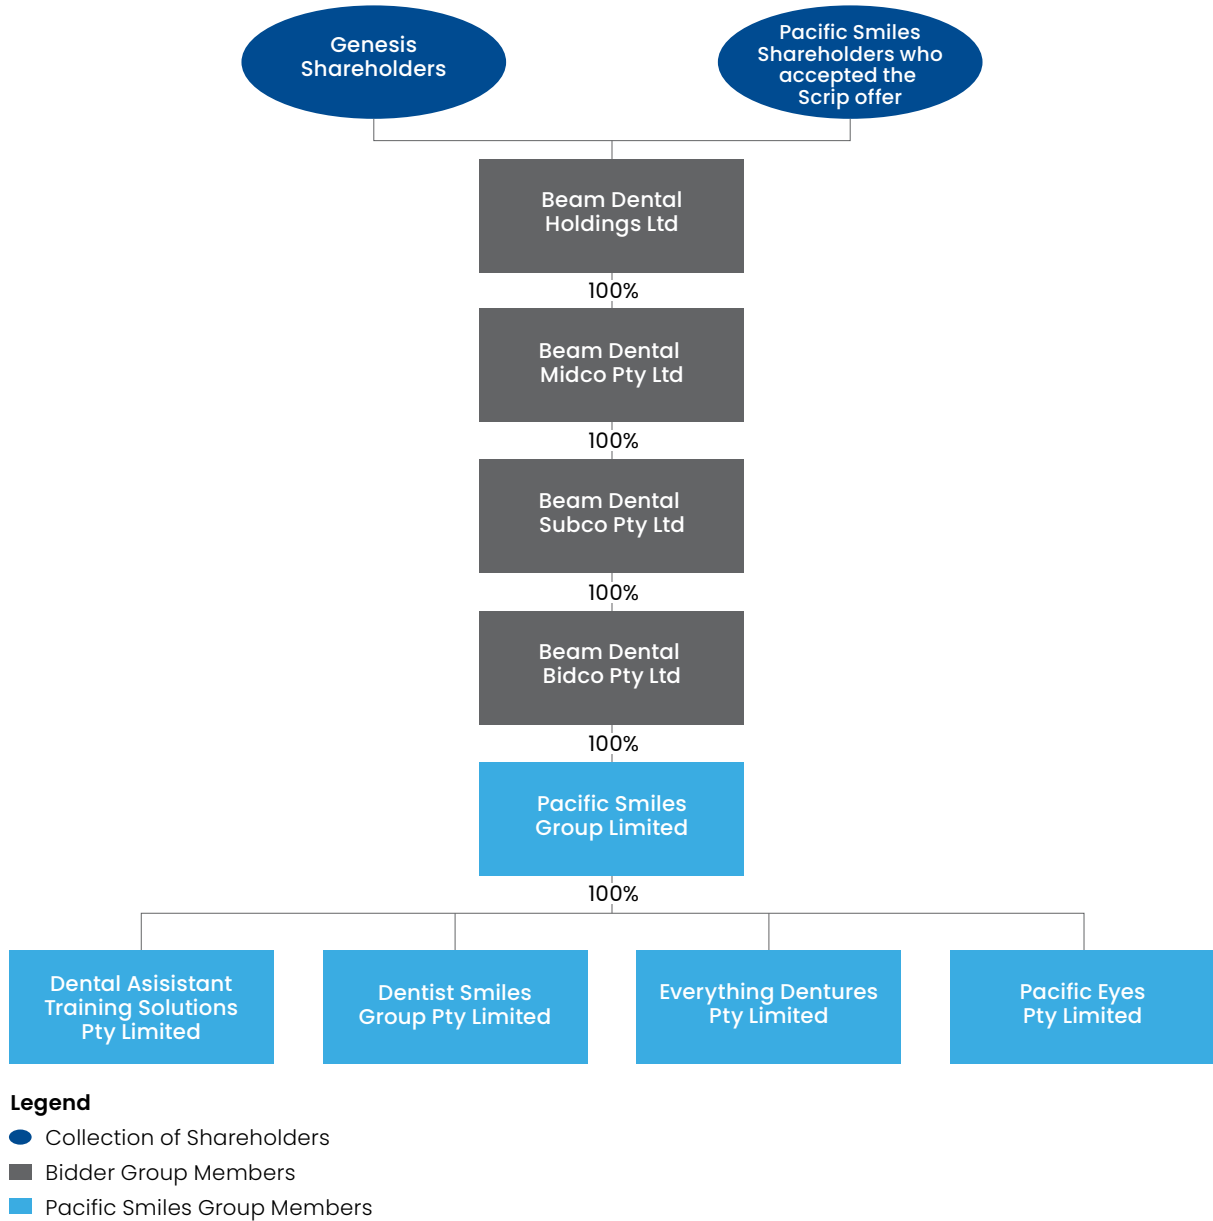 Genesis
Shareholders
Pacific Smiles
Shareholders who
accepted the
Scrip offer
Beam Dental
Holdings Ltd
100%
Beam Dental
Midco Pty Ltd
100%
Beam Dental
Subco Pty Ltd
100%
Beam Dental
Bidco Pty Ltd
100%
Pacific Smiles
Group Limited
100%
Dental Asisistant
Training Solutions
Pty Limited
Dentist Smiles
Group Pty Limited
Everything Dentures
Pty Limited
Pacific Eyes
Pty Limited
Legend
Collection of Shareholders
Bidder Group Members
Pacific Smiles Group Members